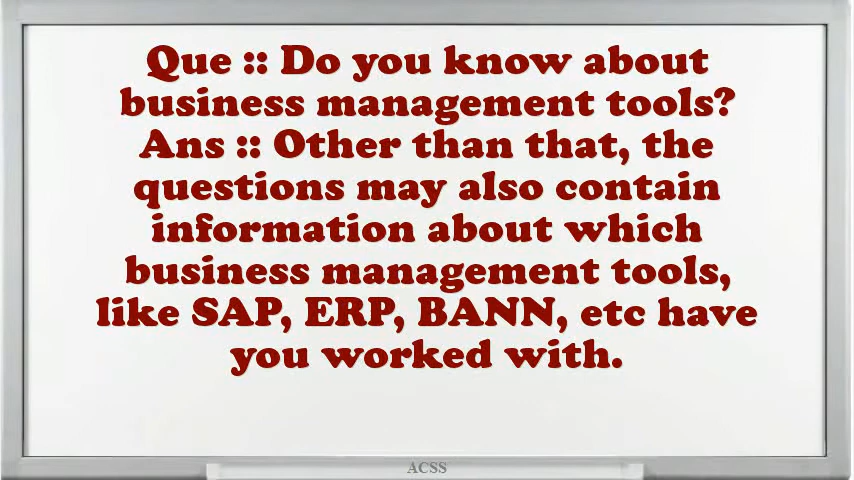 Que :: Do you know about
business management tools?
Ans :: Other than that, the
questions may also contain
information about which
business management tools,
like SAP, ERP, BANN, etc have
you worked with.
ACSS